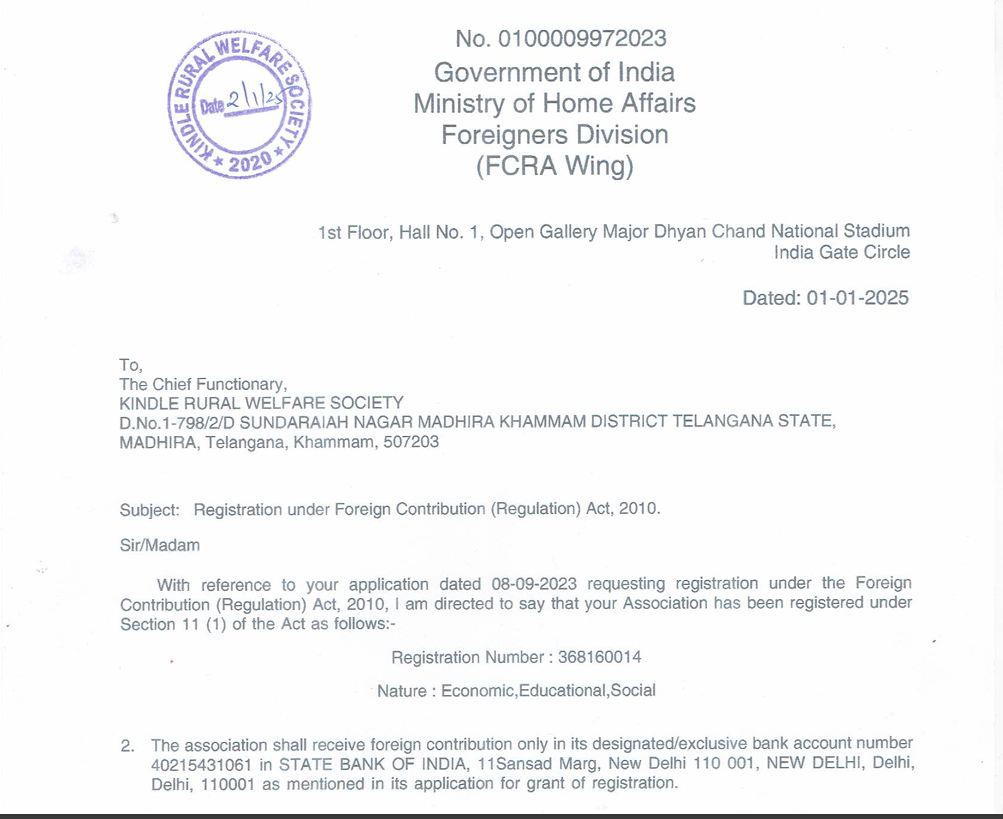 KINDLE RURAL WELFARE SOCIETY
Date 2/1/25
★ 2020 ★
No. 0100009972023
Government of India
Ministry of Home Affairs
Foreigners Division
(FCRA Wing)
1st Floor, Hall No. 1, Open Gallery Major Dhyan Chand National Stadium
India Gate Circle
Dated: 01-01-2025
To,
The Chief Functionary,
KINDLE RURAL WELFARE SOCIETY
D.No.1-798/2/D SUNDARAIAH NAGAR MADHIRA KHAMMAM DISTRICT TELANGANA STATE,
MADHIRA, Telangana, Khammam, 507203
Subject: Registration under Foreign Contribution (Regulation) Act, 2010.
Sir/Madam
With reference to your application dated 08-09-2023 requesting registration under the Foreign
Contribution (Regulation) Act, 2010, I am directed to say that your Association has been registered under
Section 11 (1) of the Act as follows:-
Registration Number : 368160014
Nature : Economic,Educational,Social
2. The association shall receive foreign contribution only in its designated/exclusive bank account number
40215431061 in STATE BANK OF INDIA, 11Sansad Marg, New Delhi 110 001, NEW DELHI, Delhi,
Delhi, 110001 as mentioned in its application for grant of registration.